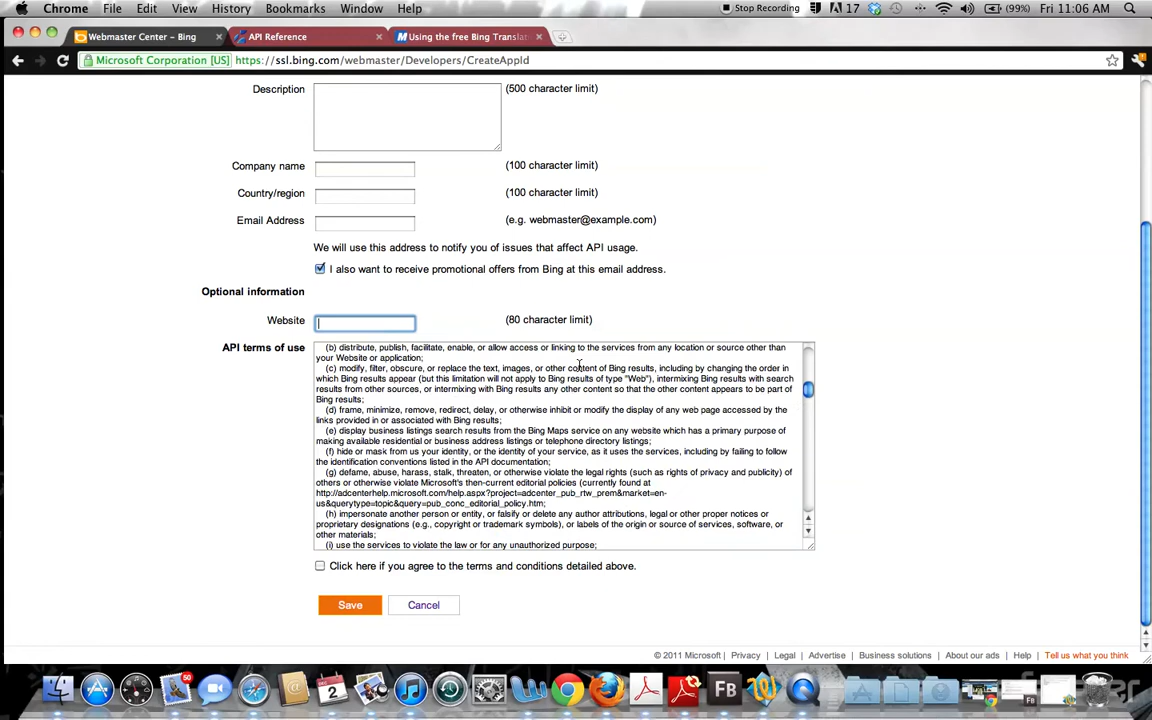 Chrome File Edit View History Bookmarks Window Help Stop Recording 17 (99%) Fri 11:06 AM
Webmaster Center – Bing API Reference Using the free Bing Translat
Microsoft Corporation [US] https://ssl.bing.com/webmaster/Developers/CreateAppId
Description (500 character limit)
Company name (100 character limit)
Country/region (100 character limit)
Email Address (e.g. webmaster@example.com)
We will use this address to notify you of issues that affect API usage.
I also want to receive promotional offers from Bing at this email address.
Optional information
Website (80 character limit)
API terms of use
(b) distribute, publish, facilitate, enable, or allow access or linking to the services from any location or source other than
your Website or application;
(c) modify, filter, obscure, or replace the text, images, or other content of Bing results, including by changing the order in
which Bing results appear (but this limitation will not apply to Bing results of type "Web"), intermixing Bing results with search
results from other sources, or intermixing with Bing results any other content so that the other content appears to be part of
Bing results;
(d) frame, minimize, remove, redirect, delay, or otherwise inhibit or modify the display of any web page accessed by the
links provided in or associated with Bing results;
(e) display business listings search results from the Bing Maps service on any website which has a primary purpose of
making available residential or business address listings or telephone directory listings;
(f) hide or mask from us your identity, or the identity of your service, as it uses the services, including by failing to follow
the identification conventions listed in the API documentation;
(g) defame, abuse, harass, stalk, threaten, or otherwise violate the legal rights (such as rights of privacy and publicity) of
others or otherwise violate Microsoft's then-current editorial policies (currently found at
http://adcenterhelp.microsoft.com/help.aspx?project=adcenter_pub_rtw_prem&market=en-
us&querytype=topic&query=pub_conc_editorial_policy.htm;
(h) impersonate another person or entity, or falsify or delete any author attributions, legal or other proper notices or
proprietary designations (e.g., copyright or trademark symbols), or labels of the origin or source of services, software, or
other materials;
(i) use the services to violate the law or for any unauthorized purpose;
Click here if you agree to the terms and conditions detailed above.
Save Cancel
© 2011 Microsoft | Privacy | Legal | Advertise | Business solutions | About our ads | Help | Tell us what you think
50
2
FB
FB